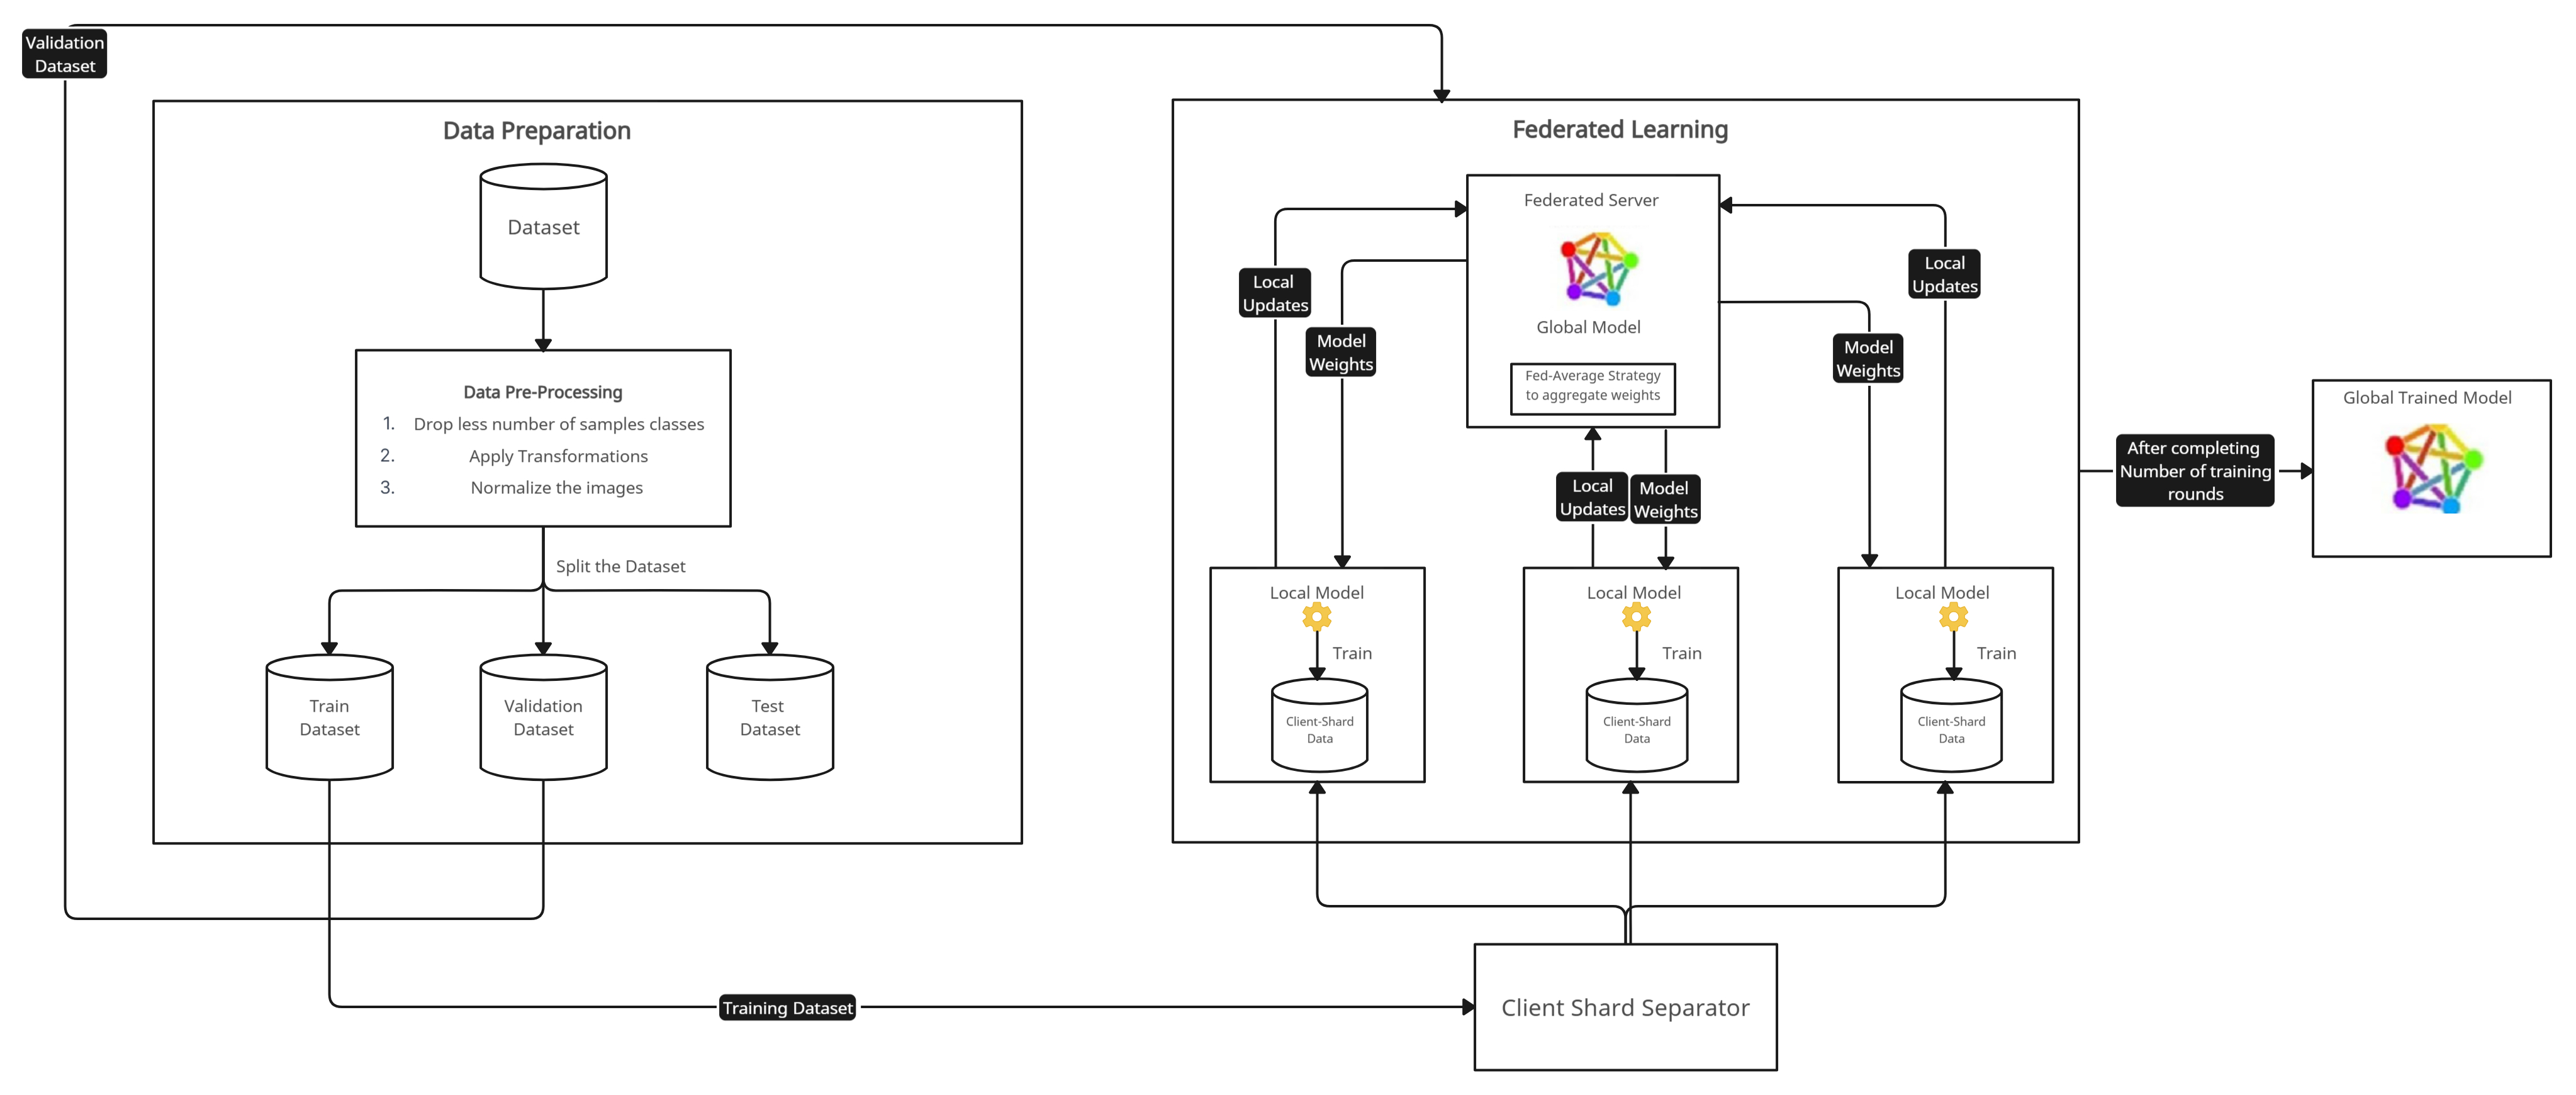 Validation
Dataset
Data Preparation
Dataset
Data Pre-Processing
1. Drop less number of samples classes
2. Apply Transformations
3. Normalize the images
Split the Dataset
Train
Dataset
Validation
Dataset
Test
Dataset
Training Dataset
Federated Learning
Federated Server
Global Model
Fed-Average Strategy
to aggregate weights
Local
Updates
Model
Weights
Local
Updates
Model
Weights
Model
Weights
Local
Updates
Local Model
Train
Client-Shard
Data
Local Model
Train
Client-Shard
Data
Local Model
Train
Client-Shard
Data
Client Shard Separator
After completing
Number of training
rounds
Global Trained Model